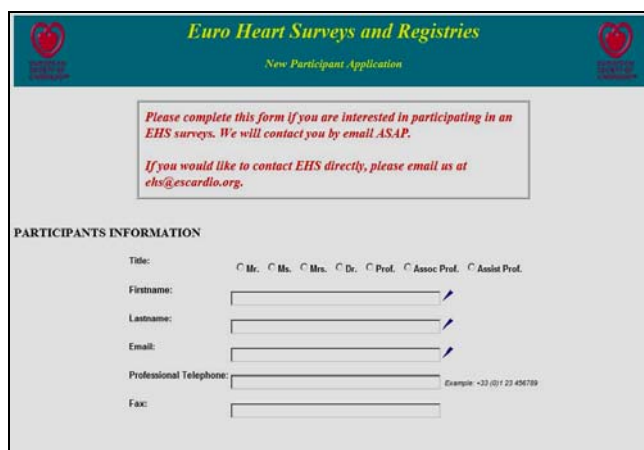 Euro Heart Surveys and Registries
New Participant Application
Please complete this form if you are interested in participating in an
EHS surveys. We will contact you by email ASAP.
If you would like to contact EHS directly, please email us at
ehs@escardio.org.
PARTICIPANTS INFORMATION
Title:
Mr. Ms. Mrs. Dr. Prof. Assoc Prof. Assist Prof.
Firstname:
Lastname:
Email:
Professional Telephone:
Example: +33 (0)1 23 456789
Fax: